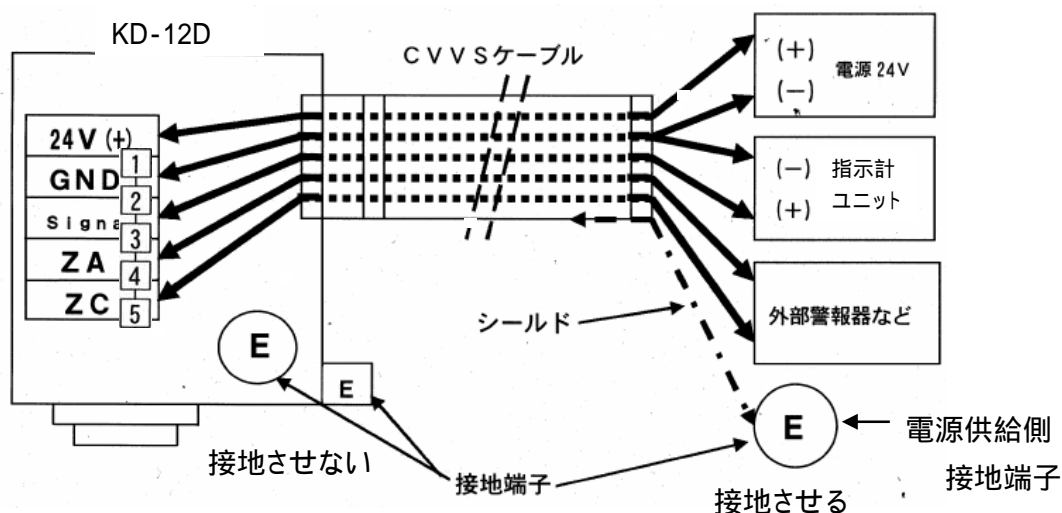 KD-12D
CVVSケーブル
(+)
電源 24V
(-)
24V (+)
1
GND
2
Signa
3
ZA
4
ZC
5
(-) 指示計
(+) ユニット
外部警報器など
シールド
E
E
E
電源供給側
接地端子
接地させない
接地端子
接地させる